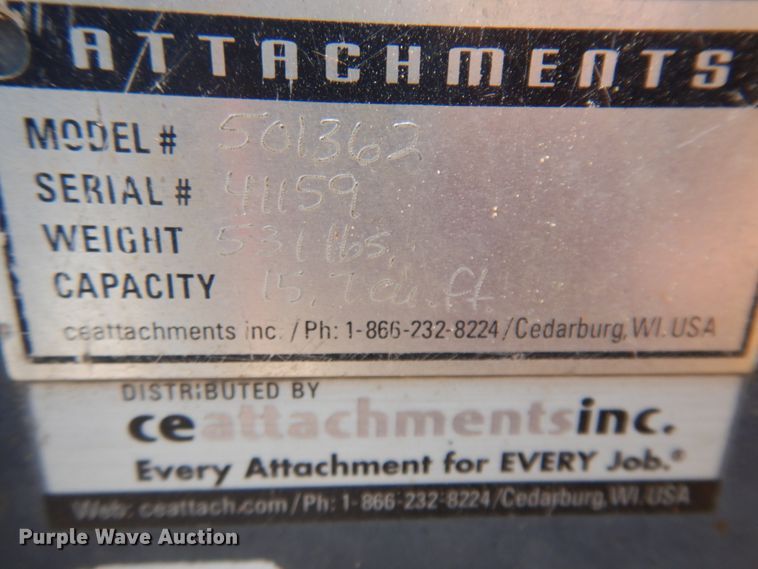 ATTACHMENTS
MODEL # 501362
SERIAL # 41159
WEIGHT 531 lbs.
CAPACITY 15.7 cu. ft
ceattachments inc. / Ph: 1-866-232-8224 / Cedarburg, WI. USA
DISTRIBUTED BY
ceattachmentsinc.
Every Attachment for EVERY Job.®
Web: ceattach.com / Ph: 1-866-232-8224 / Cedarburg, WI. USA
Purple Wave Auction